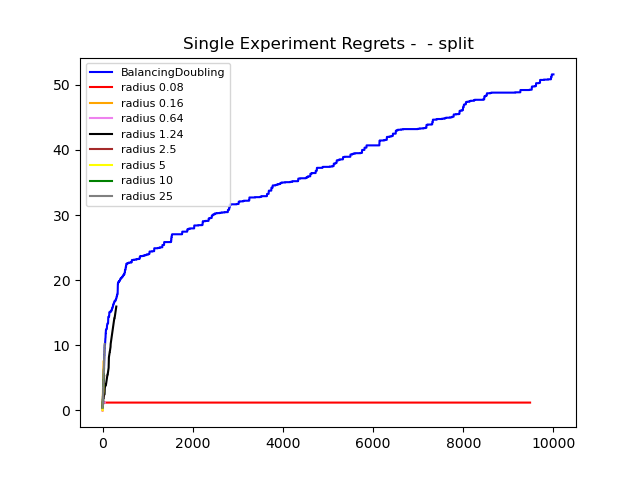 Single Experiment Regrets -  - split
BalancingDoubling
radius 0.08
radius 0.16
radius 0.64
radius 1.24
radius 2.5
radius 5
radius 10
radius 25
50
40
30
20
10
0
0 2000 4000 6000 8000 10000